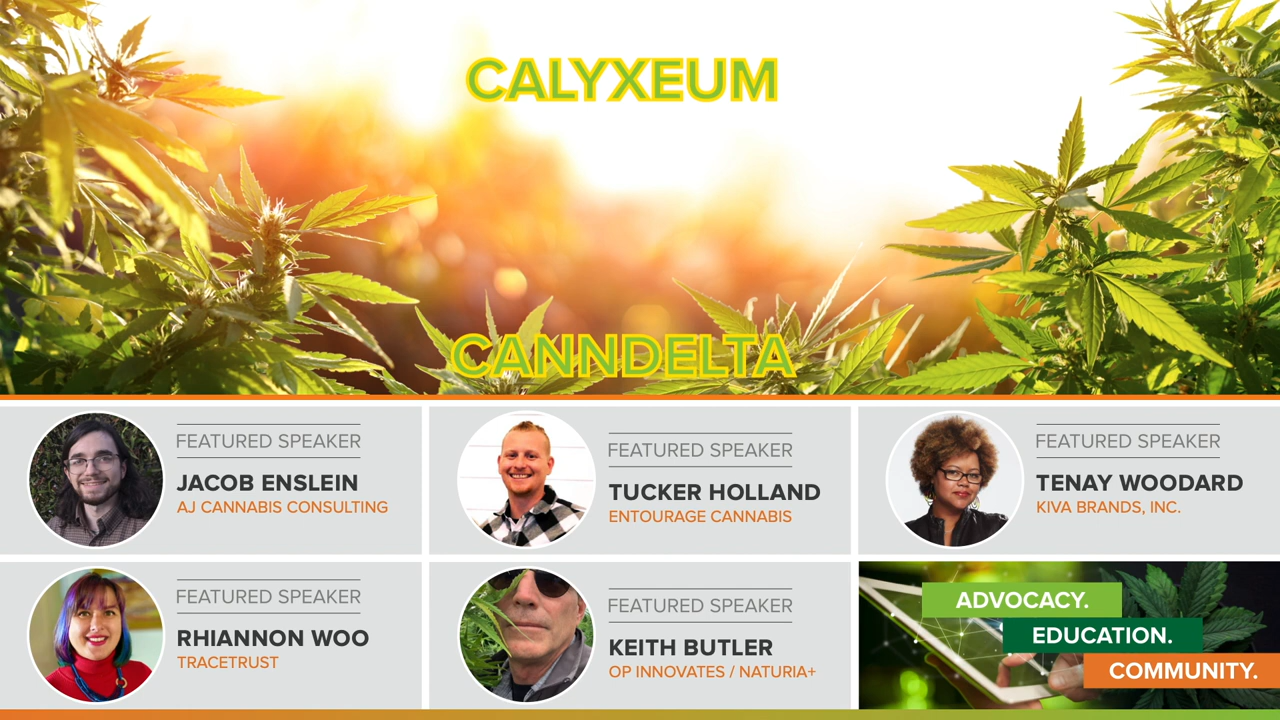 CALYXEUM
CANNDELTA
FEATURED SPEAKER
JACOB ENSLEIN
AJ CANNABIS CONSULTING
FEATURED SPEAKER
TUCKER HOLLAND
ENTOURAGE CANNABIS
FEATURED SPEAKER
TENAY WOODARD
KIVA BRANDS, INC.
FEATURED SPEAKER
RHIANNON WOO
TRACETRUST
FEATURED SPEAKER
KEITH BUTLER
OP INNOVATES / NATURIA+
ADVOCACY.
EDUCATION.
COMMUNITY.